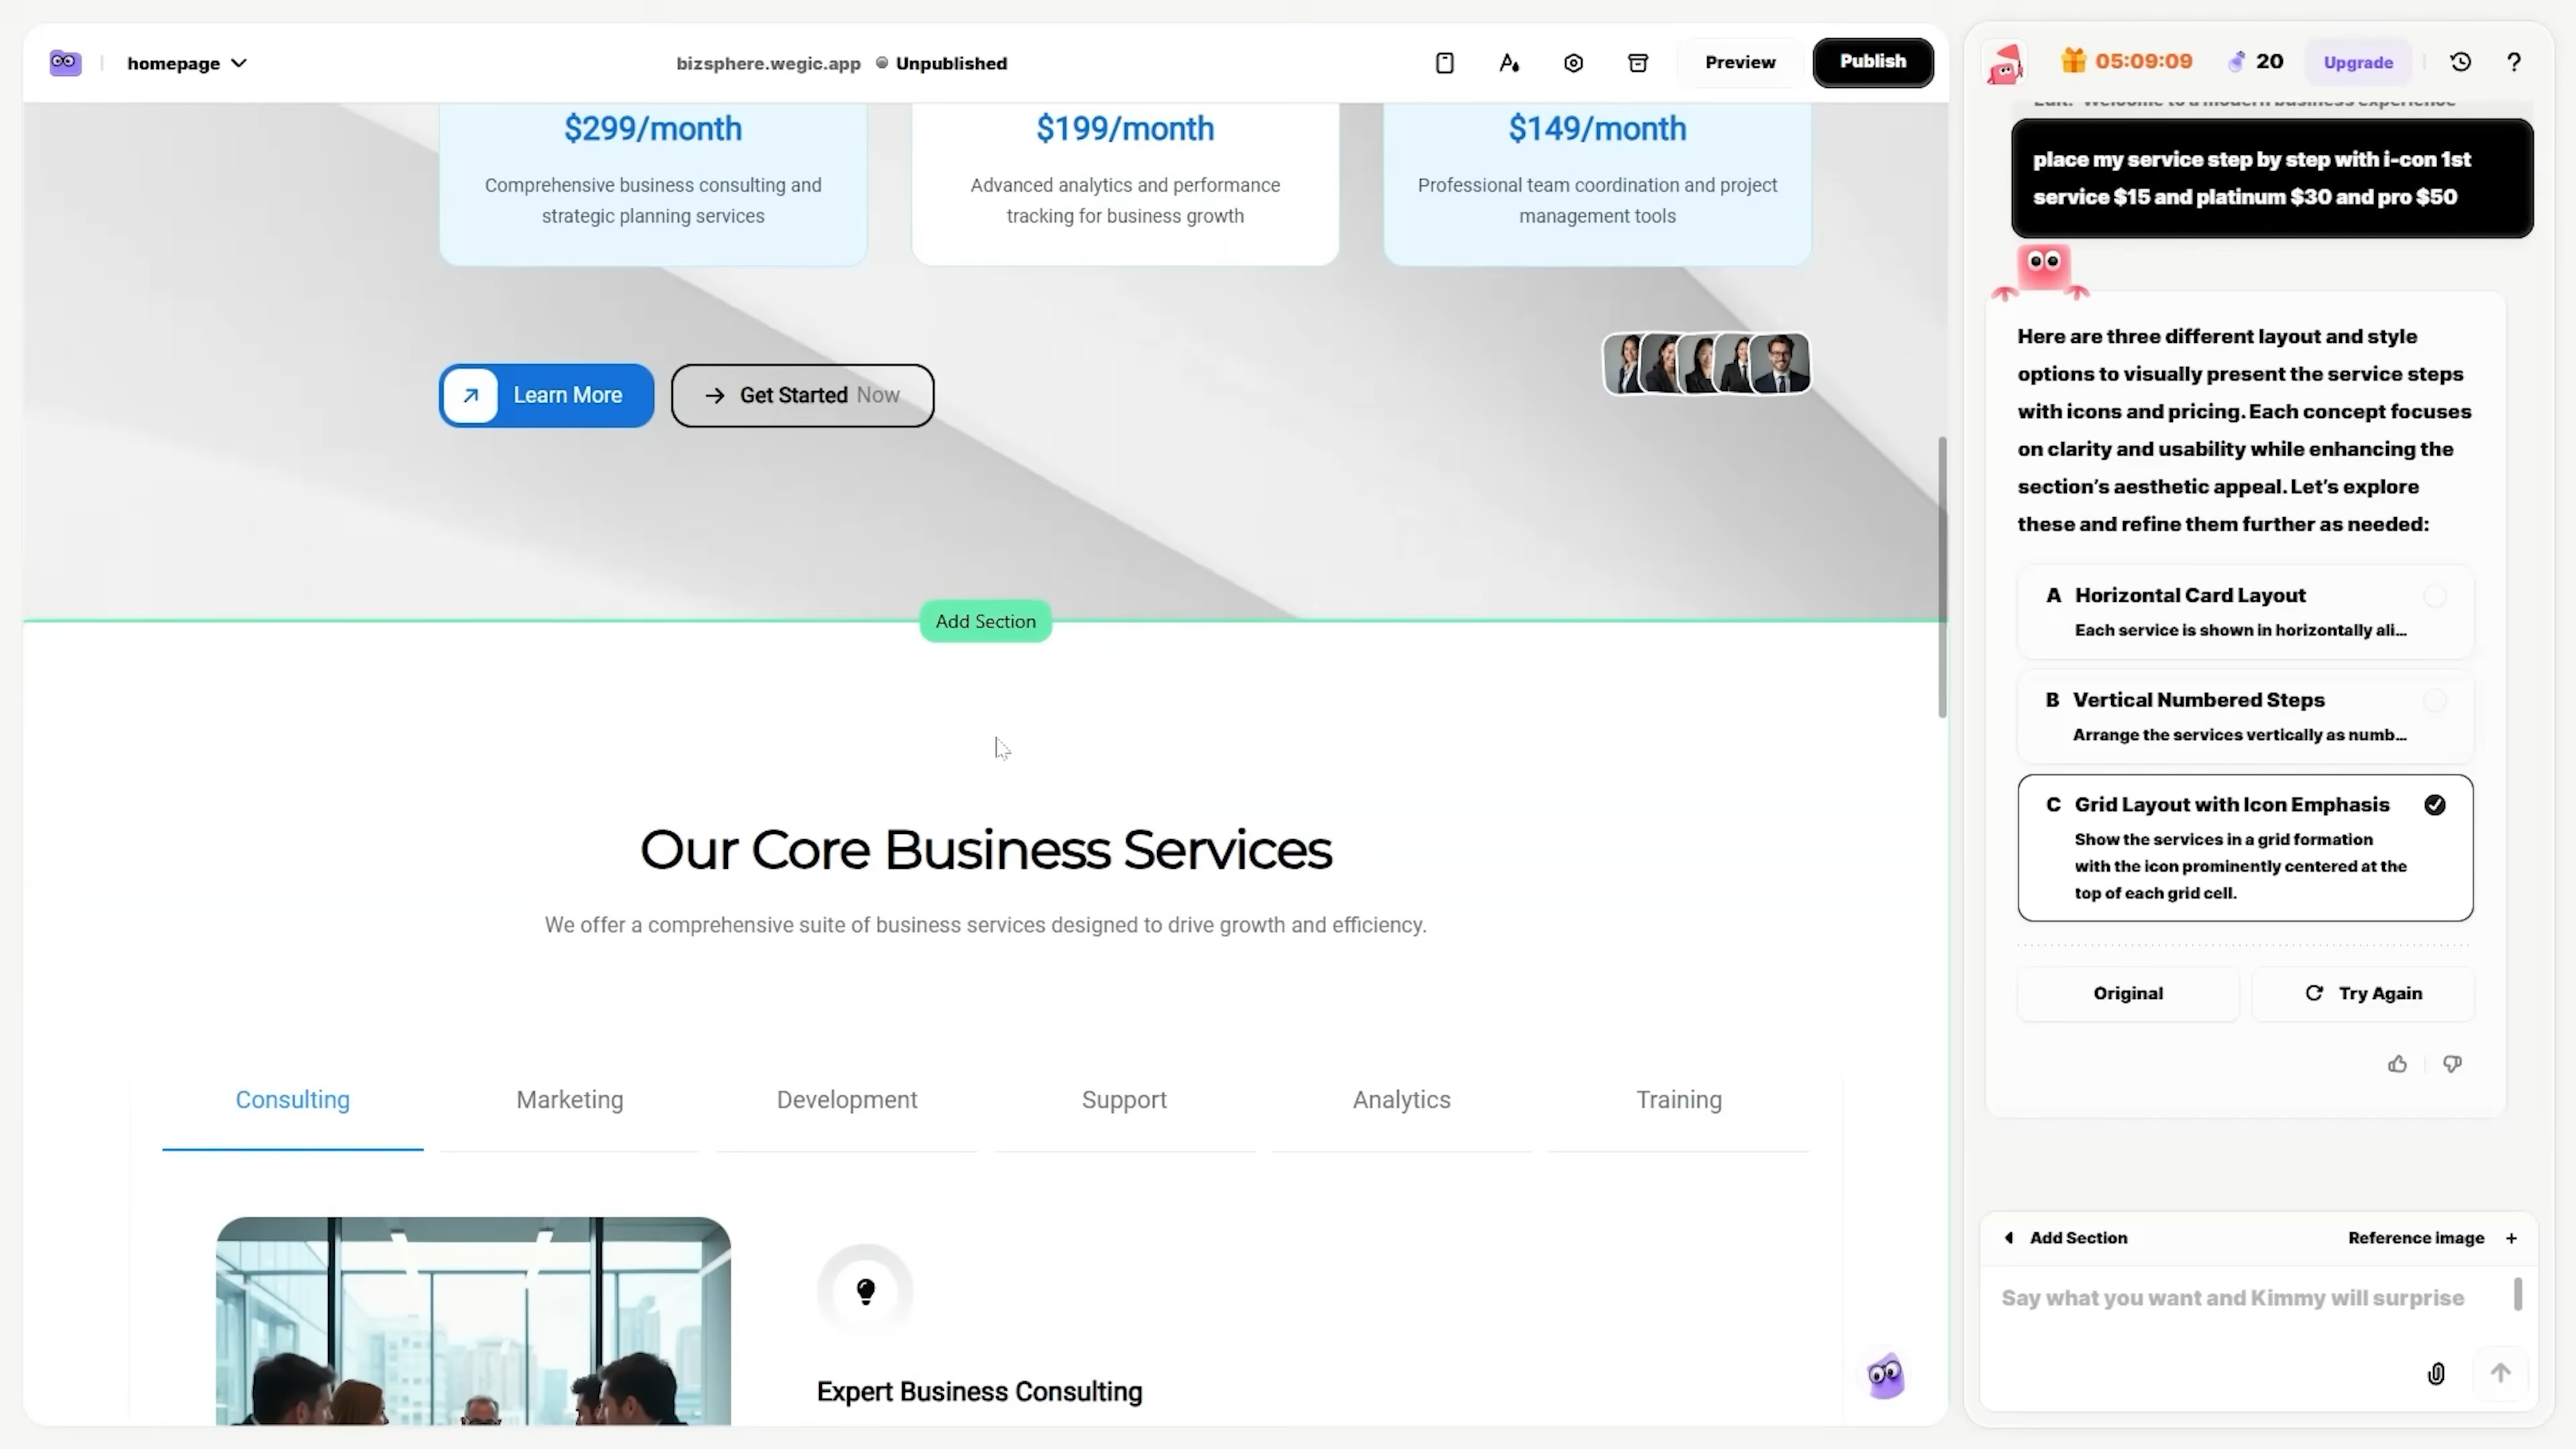 homepage
bizsphere.wegic.app
Unpublished
Preview
Publish
$299/month
$199/month
$149/month
Comprehensive business consulting and
strategic planning services
Advanced analytics and performance
tracking for business growth
Professional team coordination and project
management tools
Learn More
Get Started Now
Add Section
Our Core Business Services
We offer a comprehensive suite of business services designed to drive growth and efficiency.
Consulting
Marketing
Development
Support
Analytics
Training
Expert Business Consulting
05:09:09
20
Upgrade
?
Edit: Welcome to a modern business experience
place my service step by step with i-con 1st
service $15 and platinum $30 and pro $50
Here are three different layout and style
options to visually present the service steps
with icons and pricing. Each concept focuses
on clarity and usability while enhancing the
section's aesthetic appeal. Let's explore
these and refine them further as needed:
A Horizontal Card Layout
Each service is shown in horizontally ali...
B Vertical Numbered Steps
Arrange the services vertically as numb...
C Grid Layout with Icon Emphasis
Show the services in a grid formation
with the icon prominently centered at the
top of each grid cell.
Original
Try Again
Add Section
Reference image +
Say what you want and Kimmy will surprise